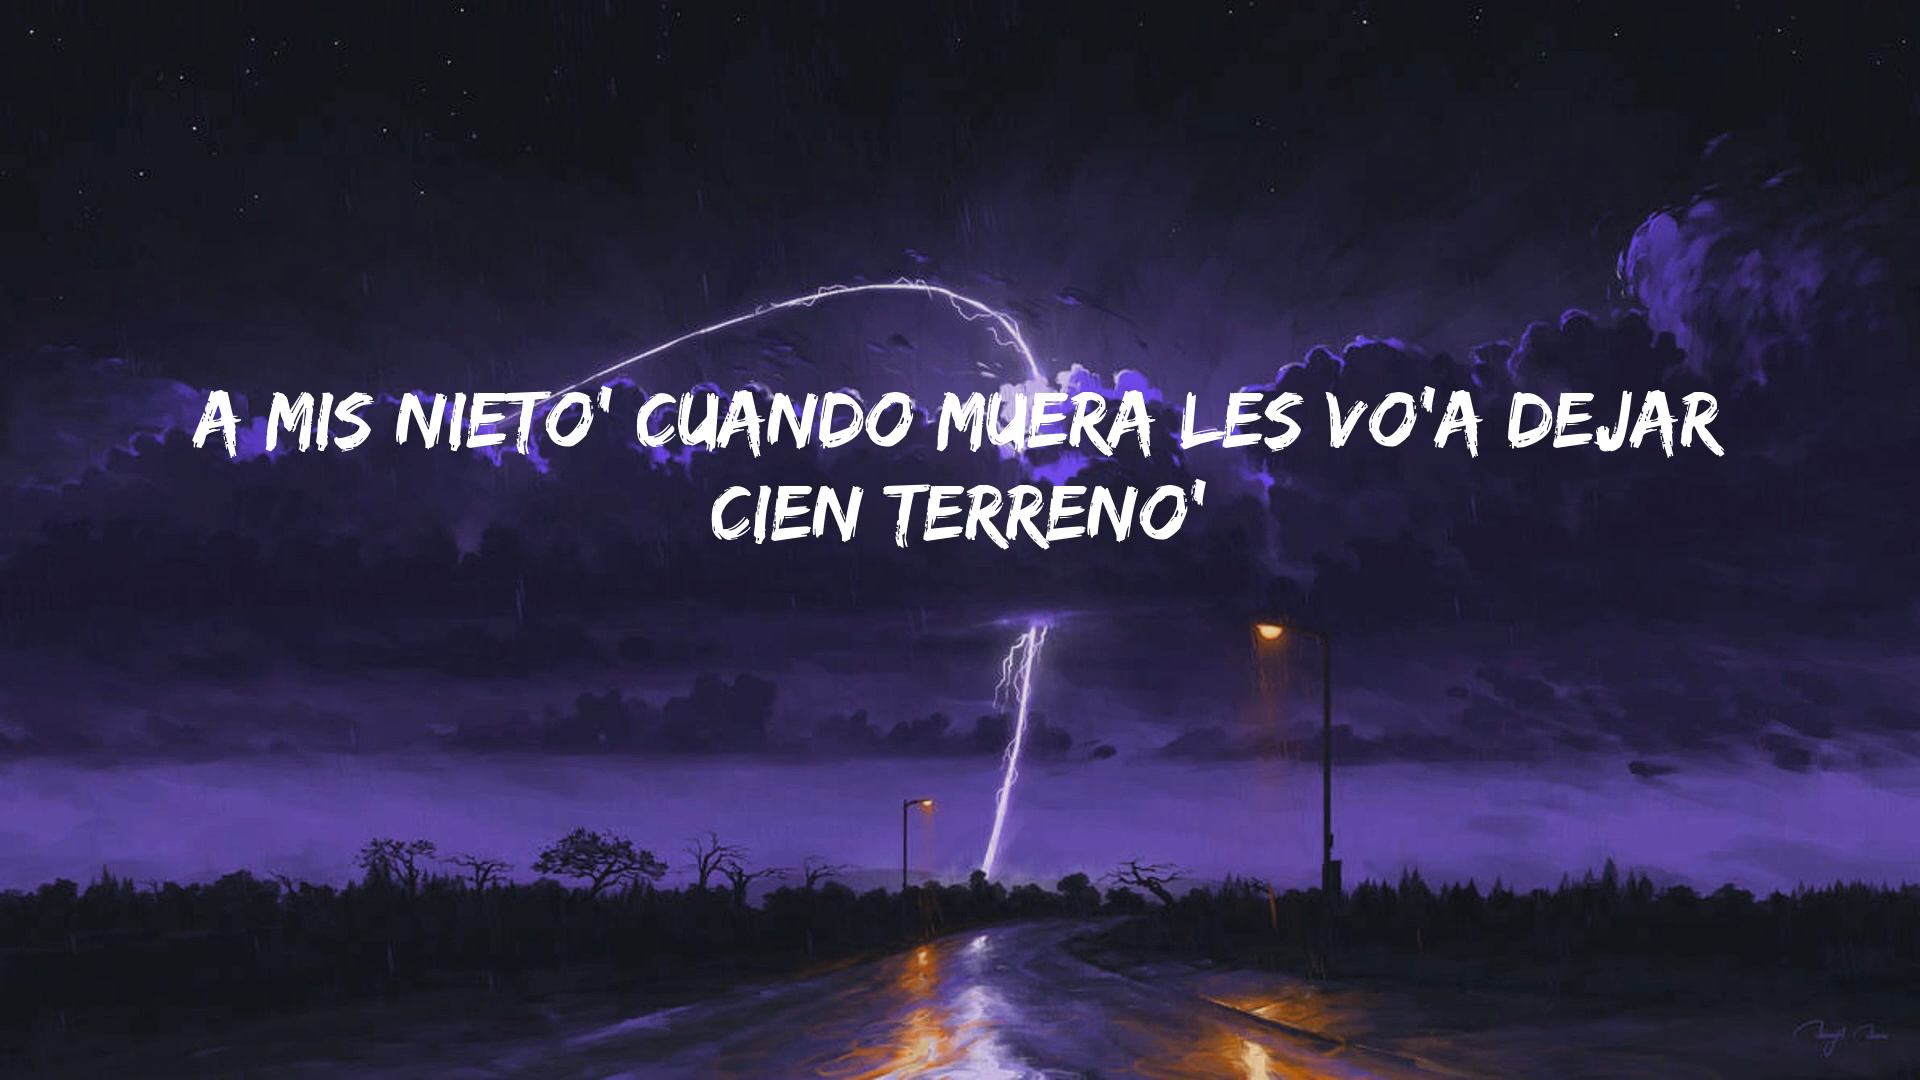 A MIS NIETO' CUANDO MUERA LES VO'A DEJAR
CIEN TERRENO'